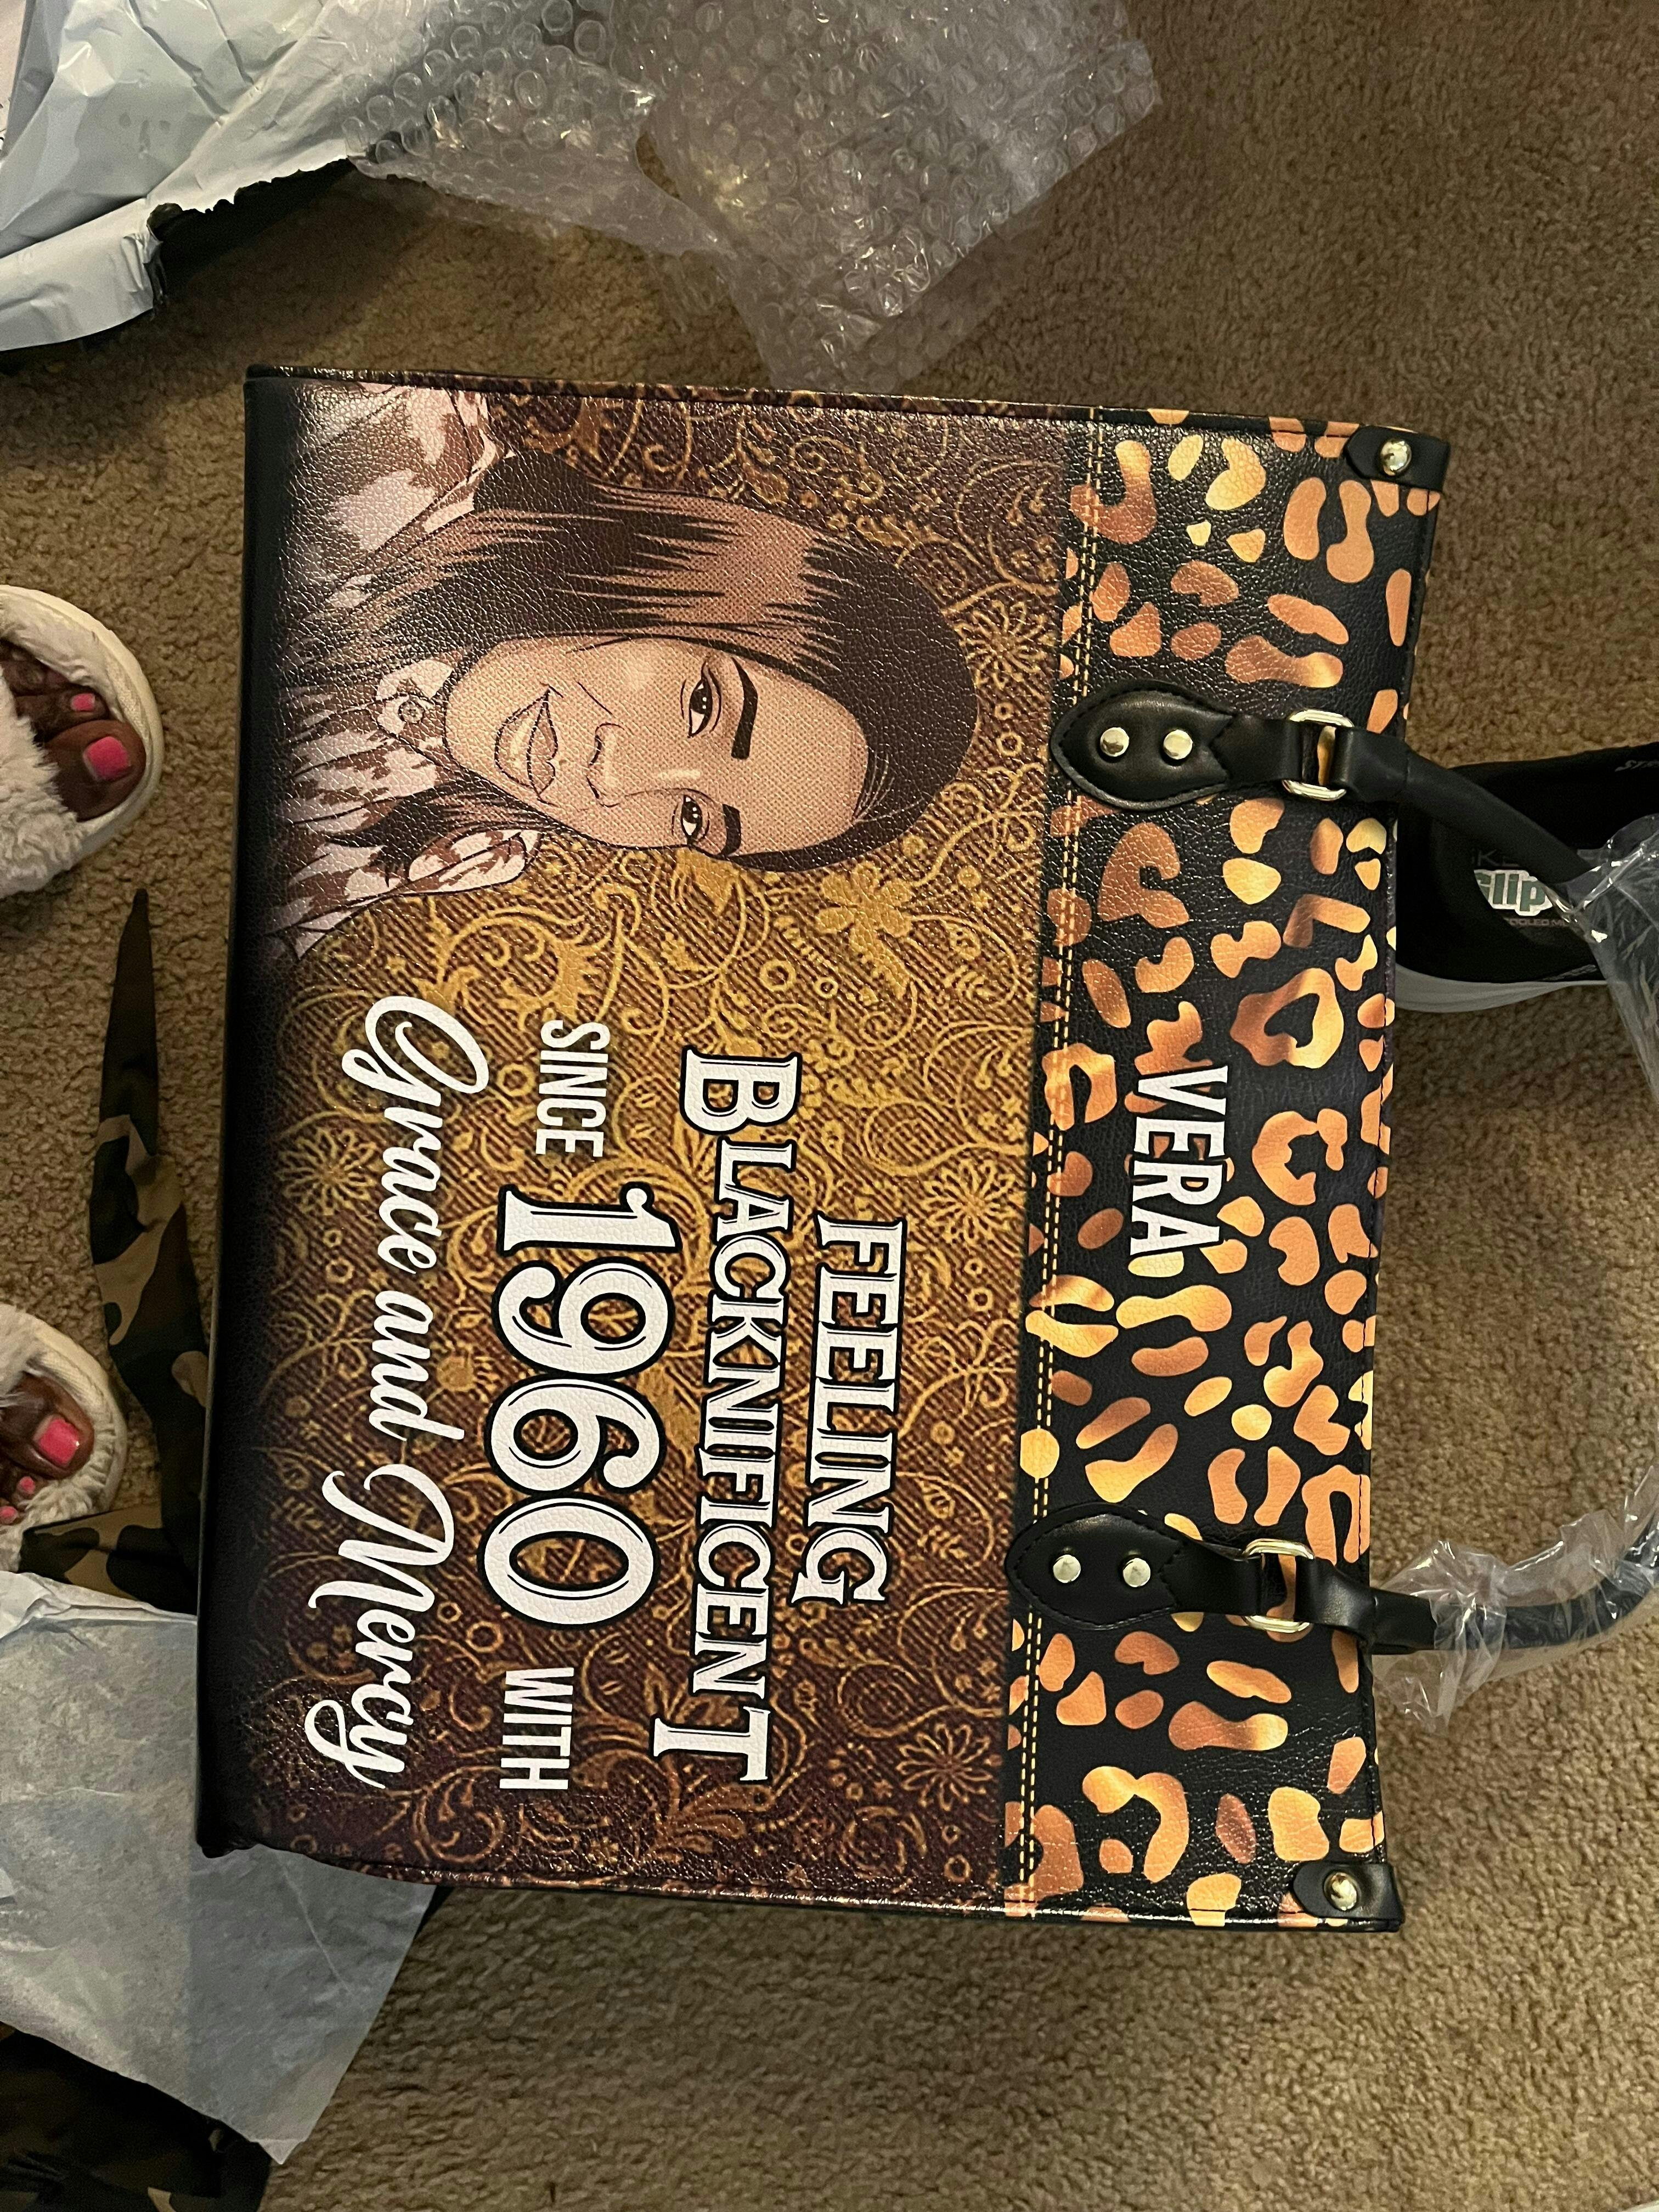 VERA
FEELING
BLACKNIFICENT
SINCE 1960 WITH
Grace and Mercy